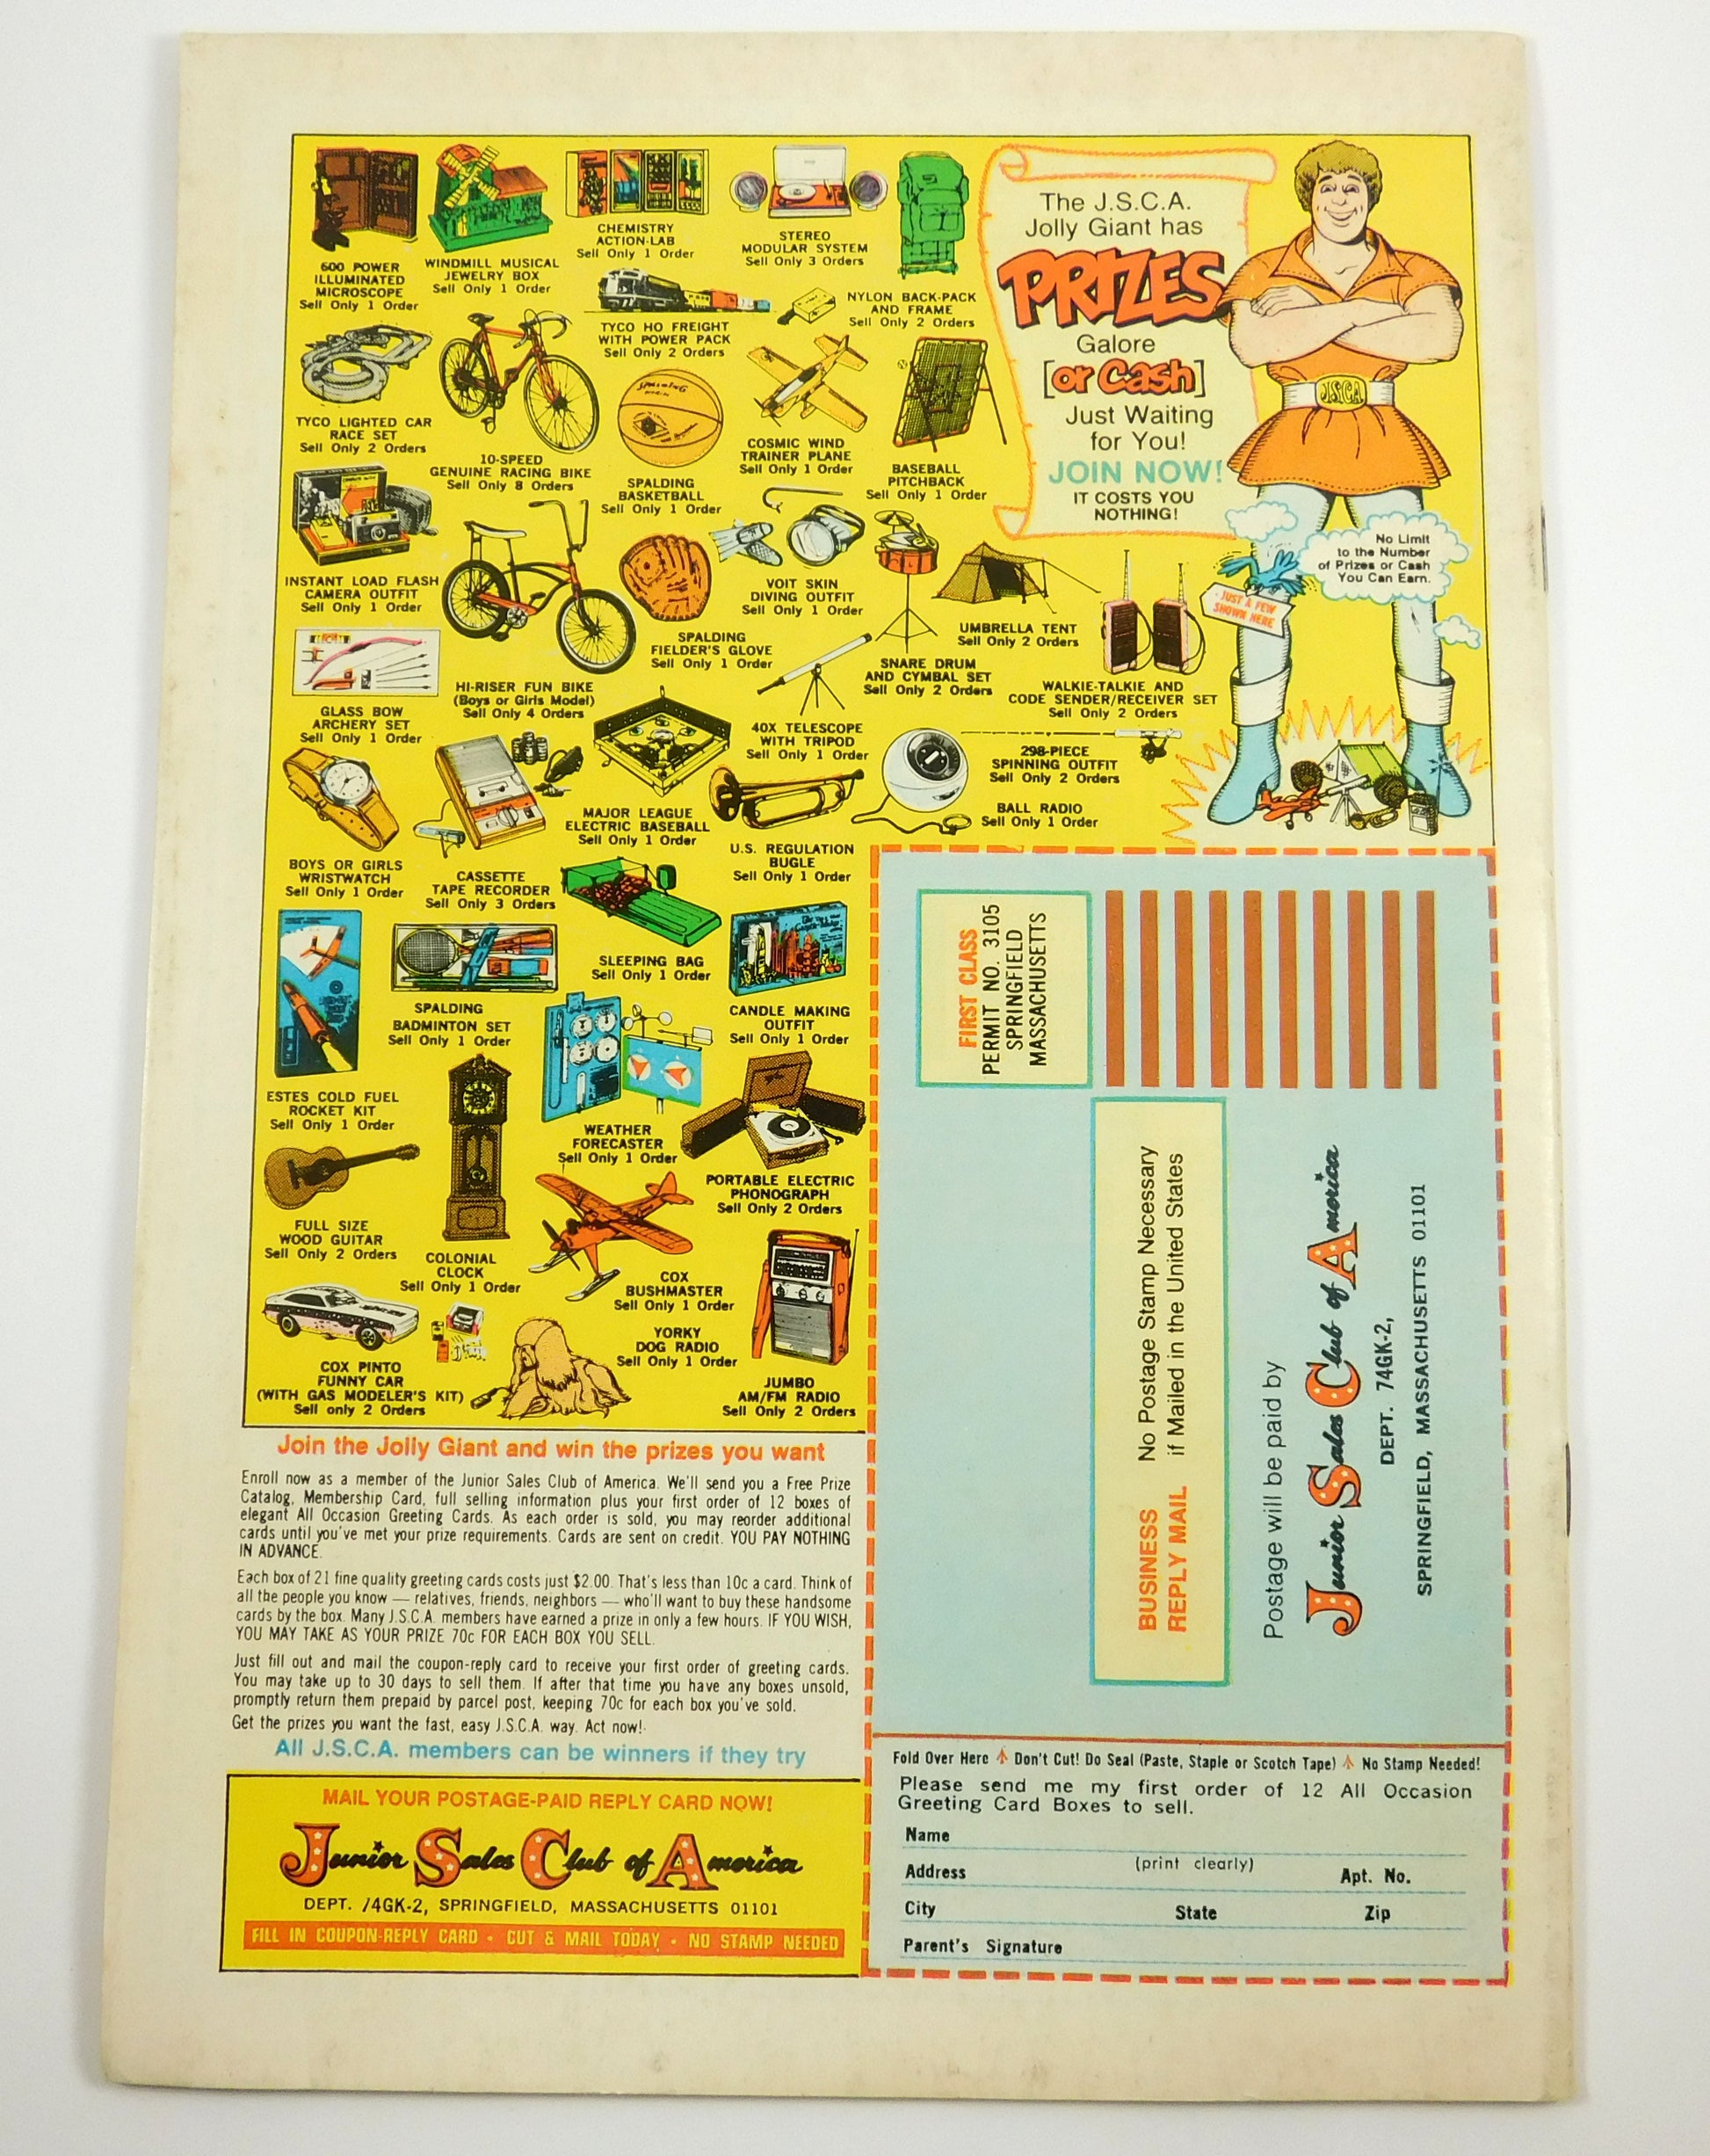 600 POWER
ILLUMINATED
MICROSCOPE
Sell Only 1 Order
WINDMILL MUSICAL
JEWELRY BOX
Sell Only 1 Order
CHEMISTRY
ACTION-LAB
Sell Only 1 Order
STEREO
MODULAR SYSTEM
Sell Only 3 Orders
NYLON BACK-PACK
AND FRAME
Sell Only 2 Orders
TYCO HO FREIGHT
WITH POWER PACK
Sell Only 2 Orders
The J.S.C.A.
Jolly Giant has
PRIZES
Galore
[or Cash]
Just Waiting
for You!
JOIN NOW!
IT COSTS YOU
NOTHING!
J.S.C.A.
No Limit
to the Number
of Prizes or Cash
You Can Earn.
JUST A FEW
SHOWN HERE
TYCO LIGHTED CAR
RACE SET
Sell Only 2 Orders
10-SPEED
GENUINE RACING BIKE
Sell Only 8 Orders
SPALDING
SPALDING
BASKETBALL
Sell Only 1 Order
COSMIC WIND
TRAINER PLANE
Sell Only 1 Order
BASEBALL
PITCHBACK
Sell Only 1 Order
INSTANT LOAD FLASH
CAMERA OUTFIT
Sell Only 1 Order
HI-RISER FUN BIKE
(Boys or Girls Model)
Sell Only 4 Orders
SPALDING
FIELDER'S GLOVE
Sell Only 1 Order
VOIT SKIN
DIVING OUTFIT
Sell Only 1 Order
SNARE DRUM
AND CYMBAL SET
Sell Only 2 Orders
UMBRELLA TENT
Sell Only 2 Orders
WALKIE-TALKIE AND
CODE SENDER/RECEIVER SET
Sell Only 2 Orders
GLASS BOW
ARCHERY SET
Sell Only 1 Order
40X TELESCOPE
WITH TRIPOD
Sell Only 1 Order
298-PIECE
SPINNING OUTFIT
Sell Only 2 Orders
BALL RADIO
Sell Only 1 Order
BOYS OR GIRLS
WRISTWATCH
Sell Only 1 Order
CASSETTE
TAPE RECORDER
Sell Only 3 Orders
MAJOR LEAGUE
ELECTRIC BASEBALL
Sell Only 1 Order
U.S. REGULATION
BUGLE
Sell Only 1 Order
SPALDING
BADMINTON SET
Sell Only 1 Order
SLEEPING BAG
Sell Only 1 Order
CANDLE MAKING
OUTFIT
Sell Only 1 Order
ESTES COLD FUEL
ROCKET KIT
Sell Only 1 Order
WEATHER
FORECASTER
Sell Only 1 Order
PORTABLE ELECTRIC
PHONOGRAPH
Sell Only 2 Orders
FULL SIZE
WOOD GUITAR
Sell Only 2 Orders
COLONIAL
CLOCK
Sell Only 1 Order
COX
BUSHMASTER
Sell Only 1 Order
COX PINTO
FUNNY CAR
(WITH GAS MODELER'S KIT)
Sell only 2 Orders
YORKY
DOG RADIO
Sell Only 1 Order
JUMBO
AM/FM RADIO
Sell Only 2 Orders
Join the Jolly Giant and win the prizes you want
Enroll now as a member of the Junior Sales Club of America. We'll send you a Free Prize
Catalog, Membership Card, full selling information plus your first order of 12 boxes of
elegant All Occasion Greeting Cards. As each order is sold, you may reorder additional
cards until you've met your prize requirements. Cards are sent on credit. YOU PAY NOTHING
IN ADVANCE.
Each box of 21 fine quality greeting cards costs just $2.00. That's less than 10c a card. Think of
all the people you know — relatives, friends, neighbors — who'll want to buy these handsome
cards by the box. Many J.S.C.A. members have earned a prize in only a few hours. IF YOU WISH,
YOU MAY TAKE AS YOUR PRIZE 70c FOR EACH BOX YOU SELL.
Just fill out and mail the coupon-reply card to receive your first order of greeting cards.
You may take up to 30 days to sell them. If after that time you have any boxes unsold,
promptly return them prepaid by parcel post, keeping 70c for each box you've sold.
Get the prizes you want the fast, easy J.S.C.A. way. Act now!
All J.S.C.A. members can be winners if they try
MAIL YOUR POSTAGE-PAID REPLY CARD NOW!
Junior Sales Club of America
DEPT. 74GK-2, SPRINGFIELD, MASSACHUSETTS 01101
FILL IN COUPON-REPLY CARD • CUT & MAIL TODAY • NO STAMP NEEDED
FIRST CLASS
PERMIT NO. 3105
SPRINGFIELD
MASSACHUSETTS
BUSINESS
REPLY MAIL
No Postage Stamp Necessary
if Mailed in the United States
Postage will be paid by
Junior Sales Club of America
DEPT. 74GK-2,
SPRINGFIELD, MASSACHUSETTS 01101
Fold Over Here Don't Cut! Do Seal (Paste, Staple or Scotch Tape) No Stamp Needed!
Please send me my first order of 12 All Occasion
Greeting Card Boxes to sell.
Name
(print clearly)
Address Apt. No.
City State Zip
Parent's Signature